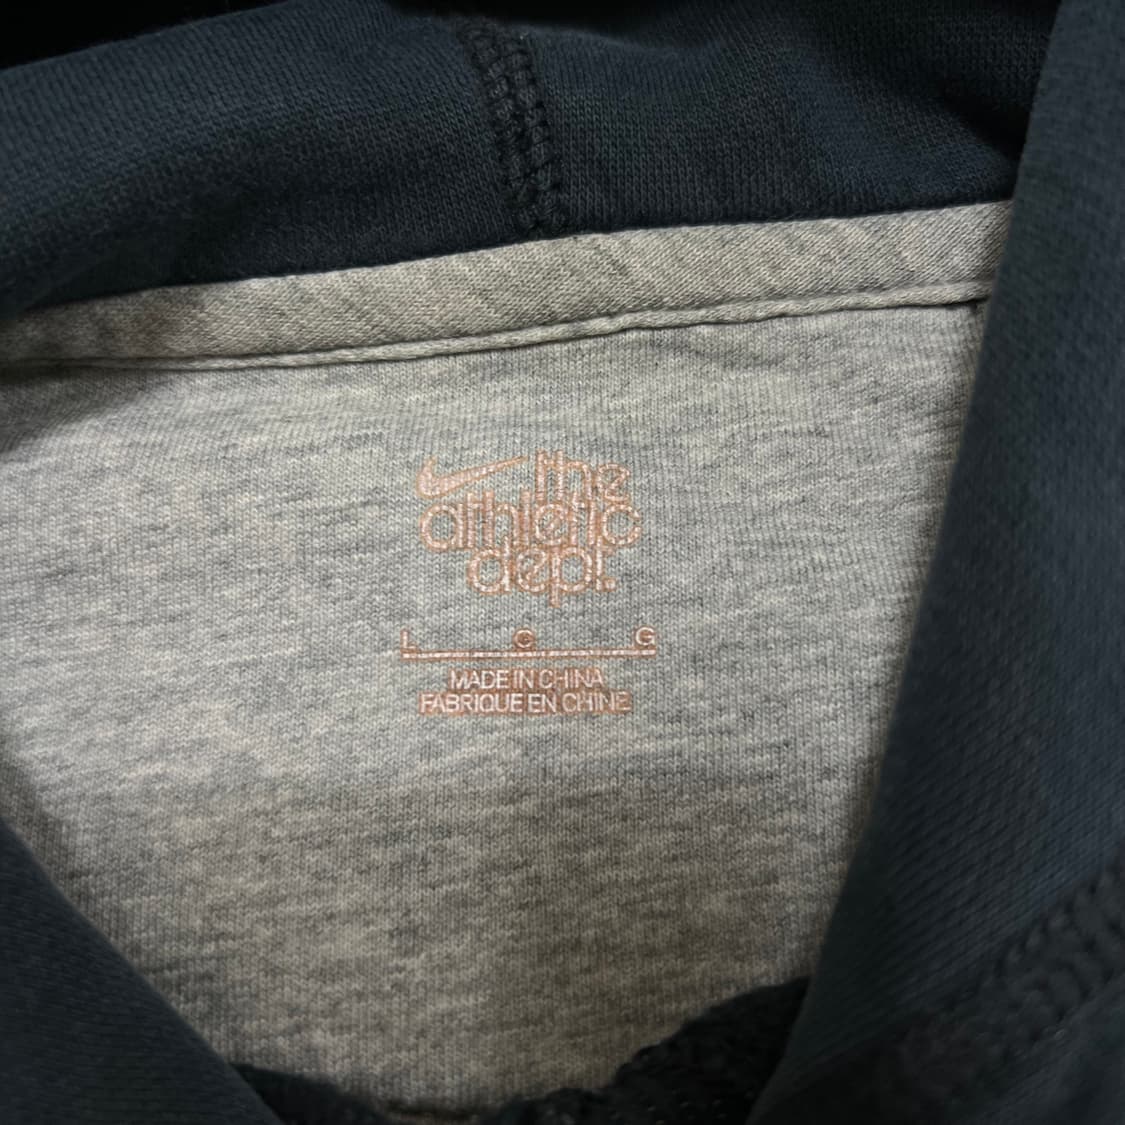 the
athletic
dept.
L G G
MADE IN CHINA
FABRIQUE EN CHINE